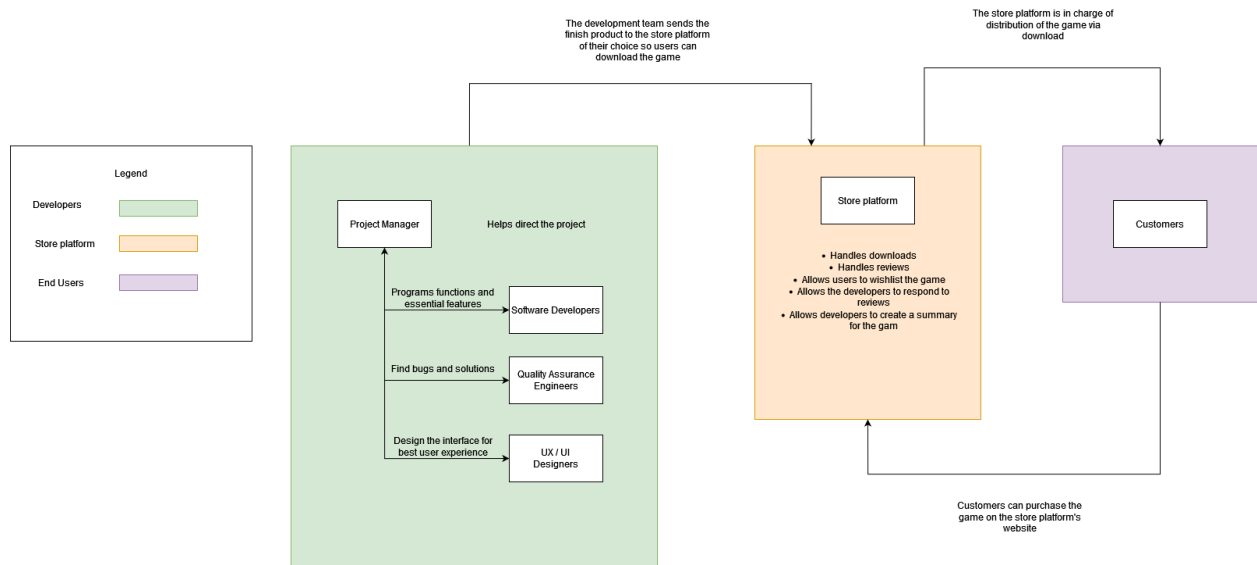 The development team sends the
finish product to the store platform
of their choice so users can
download the game
The store platform is in charge of
distribution of the game via
download
Legend
Developers
Store platform
End Users
Project Manager
Helps direct the project
Programs functions and
essential features
Software Developers
Find bugs and solutions
Quality Assurance
Engineers
Design the interface for
best user experience
UX / UI
Designers
Store platform
• Handles downloads
• Handles reviews
• Allows users to wishlist the game
• Allows the developers to respond to
reviews
• Allows developers to create a summary
for the gam
Customers
Customers can purchase the
game on the store platform's
website